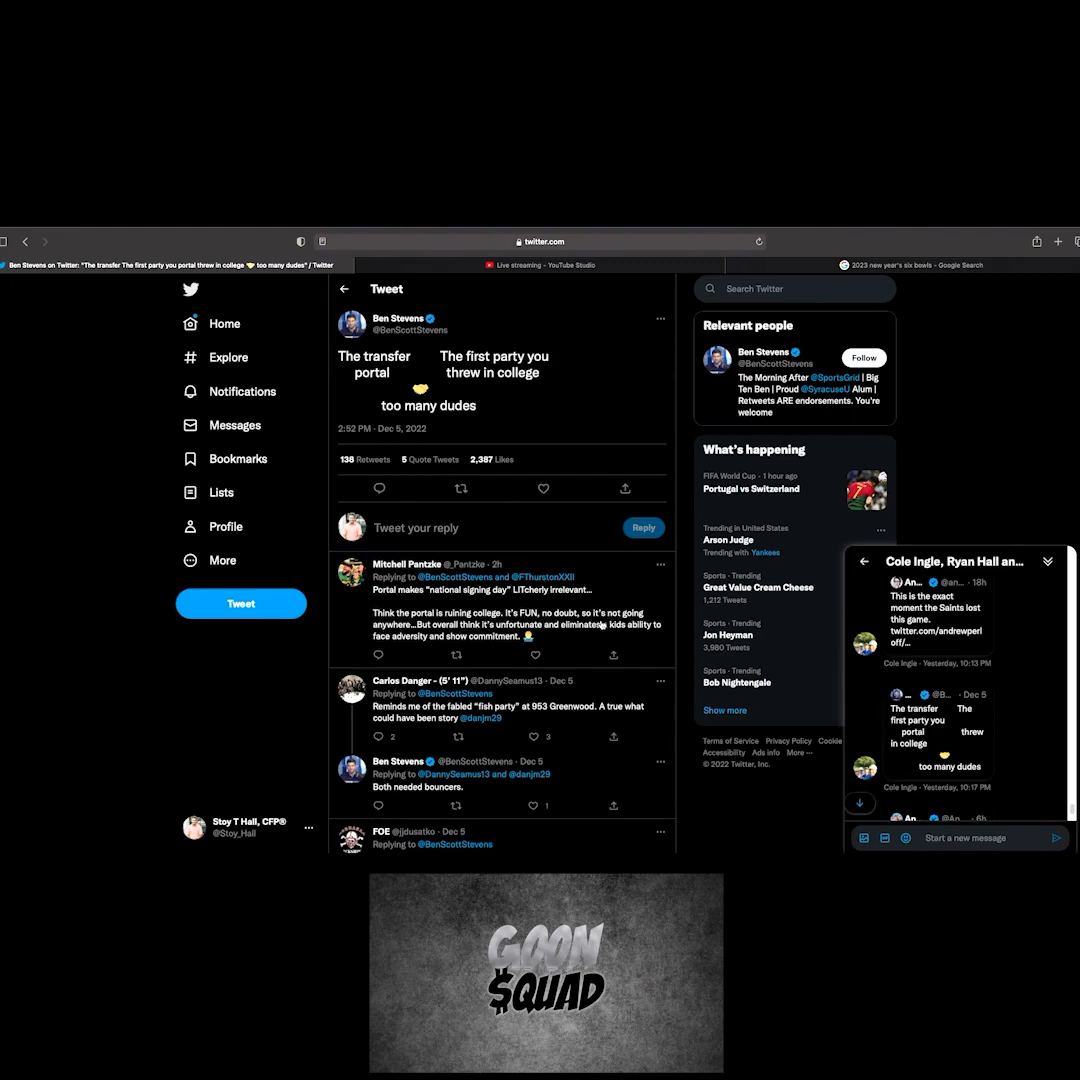 twitter.com
Ben Stevens on Twitter: "The transfer The first party you portal threw in college 🤝 too many dudes" / Twitter
Live streaming - YouTube Studio
2023 new year's six bowls - Google Search
Home
Explore
Notifications
Messages
Bookmarks
Lists
Profile
More
Tweet
Stoy T Hall, CFP®
@Stoy_Hall
Tweet
Ben Stevens
@BenScottStevens
The transfer The first party you
portal threw in college
🤝
too many dudes
2:52 PM · Dec 5, 2022
138 Retweets 5 Quote Tweets 2,387 Likes
Tweet your reply
Reply
Mitchell Pantzke @_Pantzke · 2h
Replying to @BenScottStevens and @FThurstonXXII
Portal makes "national signing day" LITcherly irrelevant...
Think the portal is ruining college. It's FUN, no doubt, so it's not going
anywhere...But overall think it's unfortunate and eliminates kids ability to
face adversity and show commitment.
Carlos Danger - (5' 11") @DannySeamus13 · Dec 5
Replying to @BenScottStevens
Reminds me of the fabled "fish party" at 953 Greenwood. A true what
could have been story @danjm29
2 3
Ben Stevens @BenScottStevens · Dec 5
Replying to @DannySeamus13 and @danjm29
Both needed bouncers.
1
FOE @jjdusatko · Dec 5
Replying to @BenScottStevens
Search Twitter
Relevant people
Ben Stevens
@BenScottStevens
Follow
The Morning After @SportsGrid | Big
Ten Ben | Proud @SyracuseU Alum |
Retweets ARE endorsements. You're
welcome
What's happening
FIFA World Cup · 1 hour ago
Portugal vs Switzerland
Trending in United States
Arson Judge
Trending with Yankees
Sports · Trending
Great Value Cream Cheese
1,212 Tweets
Sports · Trending
Jon Heyman
3,980 Tweets
Sports · Trending
Bob Nightengale
Show more
Terms of Service Privacy Policy Cookie
Accessibility Ads info More ···
© 2022 Twitter, Inc.
Cole Ingle, Ryan Hall an...
An... @an... · 18h
This is the exact
moment the Saints lost
this game.
twitter.com/andrewperl
off/...
Cole Ingle · Yesterday, 10:13 PM
... @B... · Dec 5
The transfer The
first party you
portal threw
in college
🤝
too many dudes
Cole Ingle · Yesterday, 10:17 PM
An... @An... · 6h
Start a new message
GOON
$QUAD